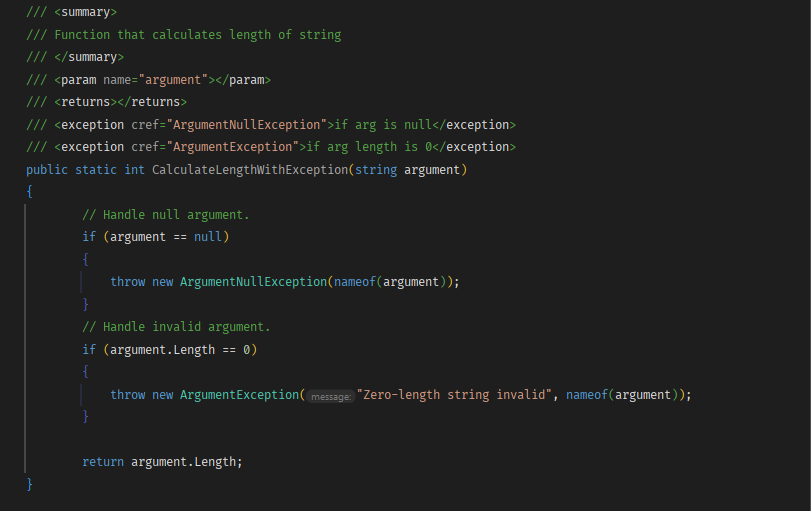 /// <summary>
/// Function that calculates length of string
/// </summary>
/// <param name="argument"></param>
/// <returns></returns>
/// <exception cref="ArgumentNullException">if arg is null</exception>
/// <exception cref="ArgumentException">if arg length is 0</exception>
public static int CalculateLengthWithException(string argument)
{
        // Handle null argument.
        if (argument == null)
        {
            throw new ArgumentNullException(nameof(argument));
        }
        // Handle invalid argument.
        if (argument.Length == 0)
        {
            throw new ArgumentException( message: "Zero-length string invalid", nameof(argument));
        }
        return argument.Length;
}